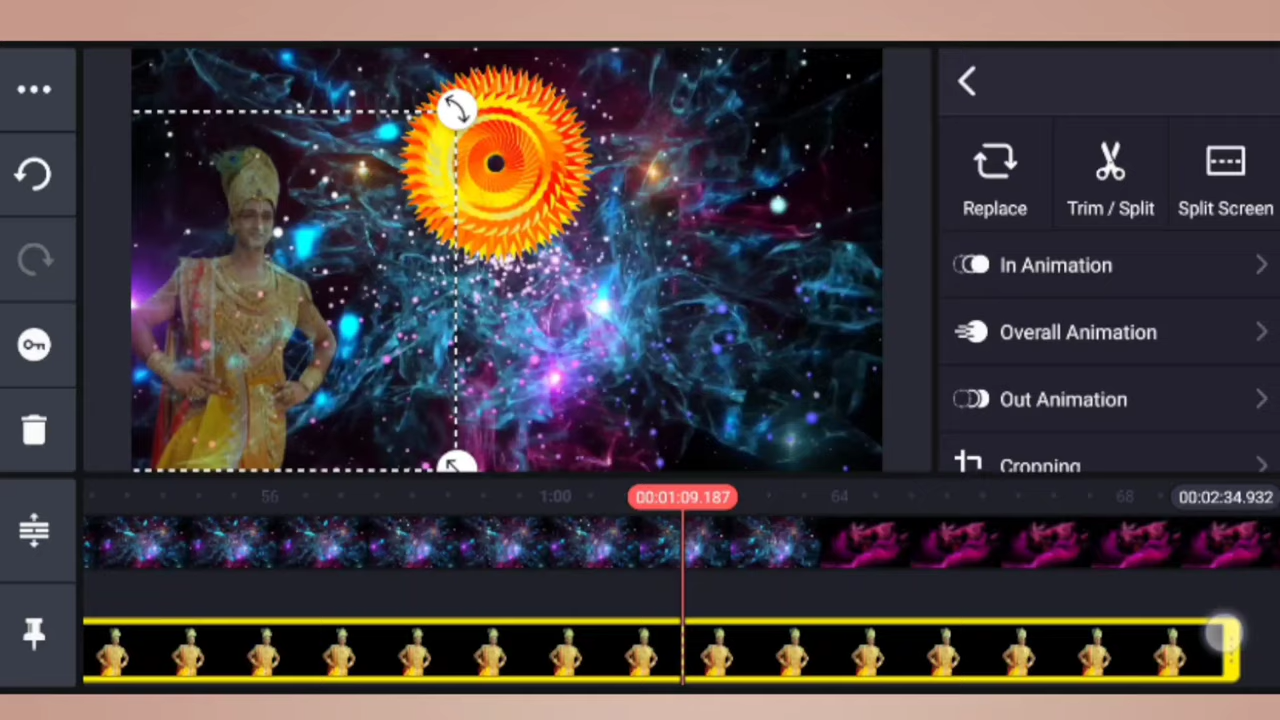 Replace
Trim / Split
Split Screen
In Animation
Overall Animation
Out Animation
Cropping
56
1:00
00:01:09.187
64
68
00:02:34.932